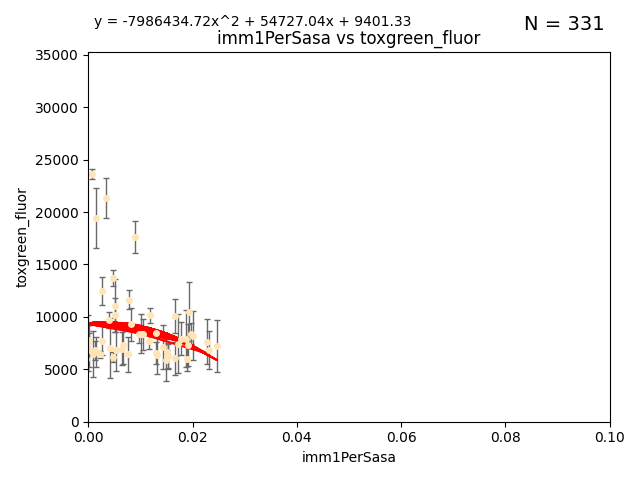 y = -7986434.72x^2 + 54727.04x + 9401.33
N = 331
imm1PerSasa vs toxgreen_fluor
35000
30000
25000
20000
15000
10000
5000
0
toxgreen_fluor
0.00 0.02 0.04 0.06 0.08 0.10
imm1PerSasa